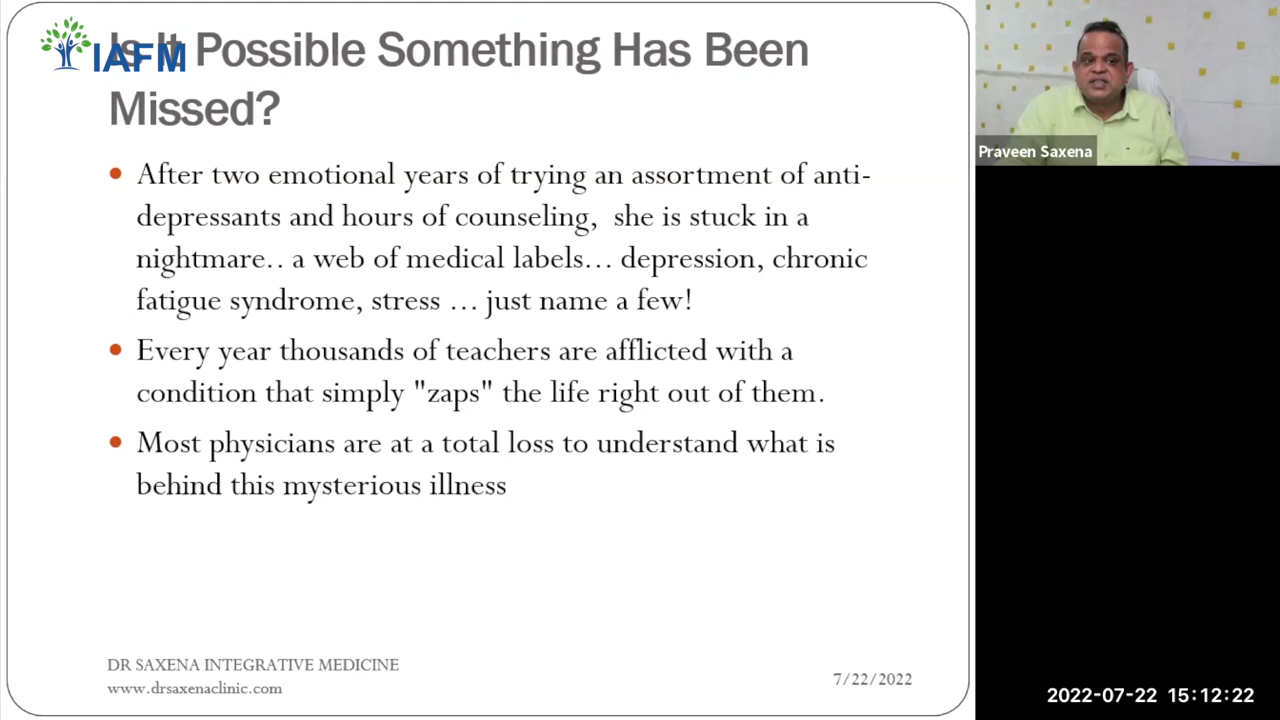 IAFM
Is It Possible Something Has Been
Missed?
• After two emotional years of trying an assortment of anti-
depressants and hours of counseling, she is stuck in a
nightmare.. a web of medical labels... depression, chronic
fatigue syndrome, stress ... just name a few!
• Every year thousands of teachers are afflicted with a
condition that simply "zaps" the life right out of them.
• Most physicians are at a total loss to understand what is
behind this mysterious illness
DR SAXENA INTEGRATIVE MEDICINE
www.drsaxenaclinic.com
7/22/2022
Praveen Saxena
2022-07-22 15:12:22